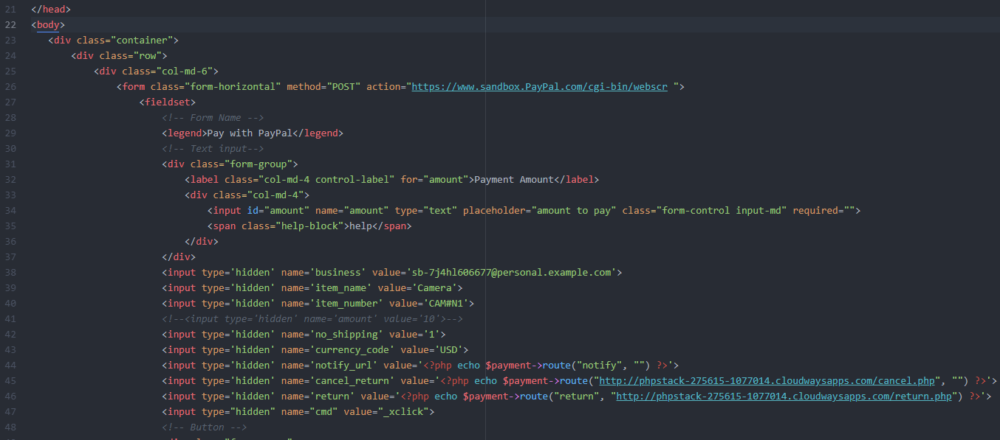 21 </head>
22 <body>
23 <div class="container">
24 <div class="row">
25 <div class="col-md-6">
26 <form class="form-horizontal" method="POST" action="https://www.sandbox.PayPal.com/cgi-bin/webscr ">
27 <fieldset>
28 <!-- Form Name -->
29 <legend>Pay with PayPal</legend>
30 <!-- Text input-->
31 <div class="form-group">
32 <label class="col-md-4 control-label" for="amount">Payment Amount</label>
33 <div class="col-md-4">
34 <input id="amount" name="amount" type="text" placeholder="amount to pay" class="form-control input-md" required="">
35 <span class="help-block">help</span>
36 </div>
37 </div>
38 <input type='hidden' name='business' value='sb-7j4hl606677@personal.example.com'>
39 <input type='hidden' name='item_name' value='Camera'>
40 <input type='hidden' name='item_number' value='CAM#N1'>
41 <!--<input type='hidden' name='amount' value='10'>-->
42 <input type='hidden' name='no_shipping' value='1'>
43 <input type='hidden' name='currency_code' value='USD'>
44 <input type='hidden' name='notify_url' value='<?php echo $payment->route("notify", "") ?>'>
45 <input type='hidden' name='cancel_return' value='<?php echo $payment->route("http://phpstack-275615-1077014.cloudwaysapps.com/cancel.php", "") ?>'>
46 <input type='hidden' name='return' value='<?php echo $payment->route("return", "http://phpstack-275615-1077014.cloudwaysapps.com/return.php") ?>'>
47 <input type="hidden" name="cmd" value="_xclick">
48 <!-- Button -->